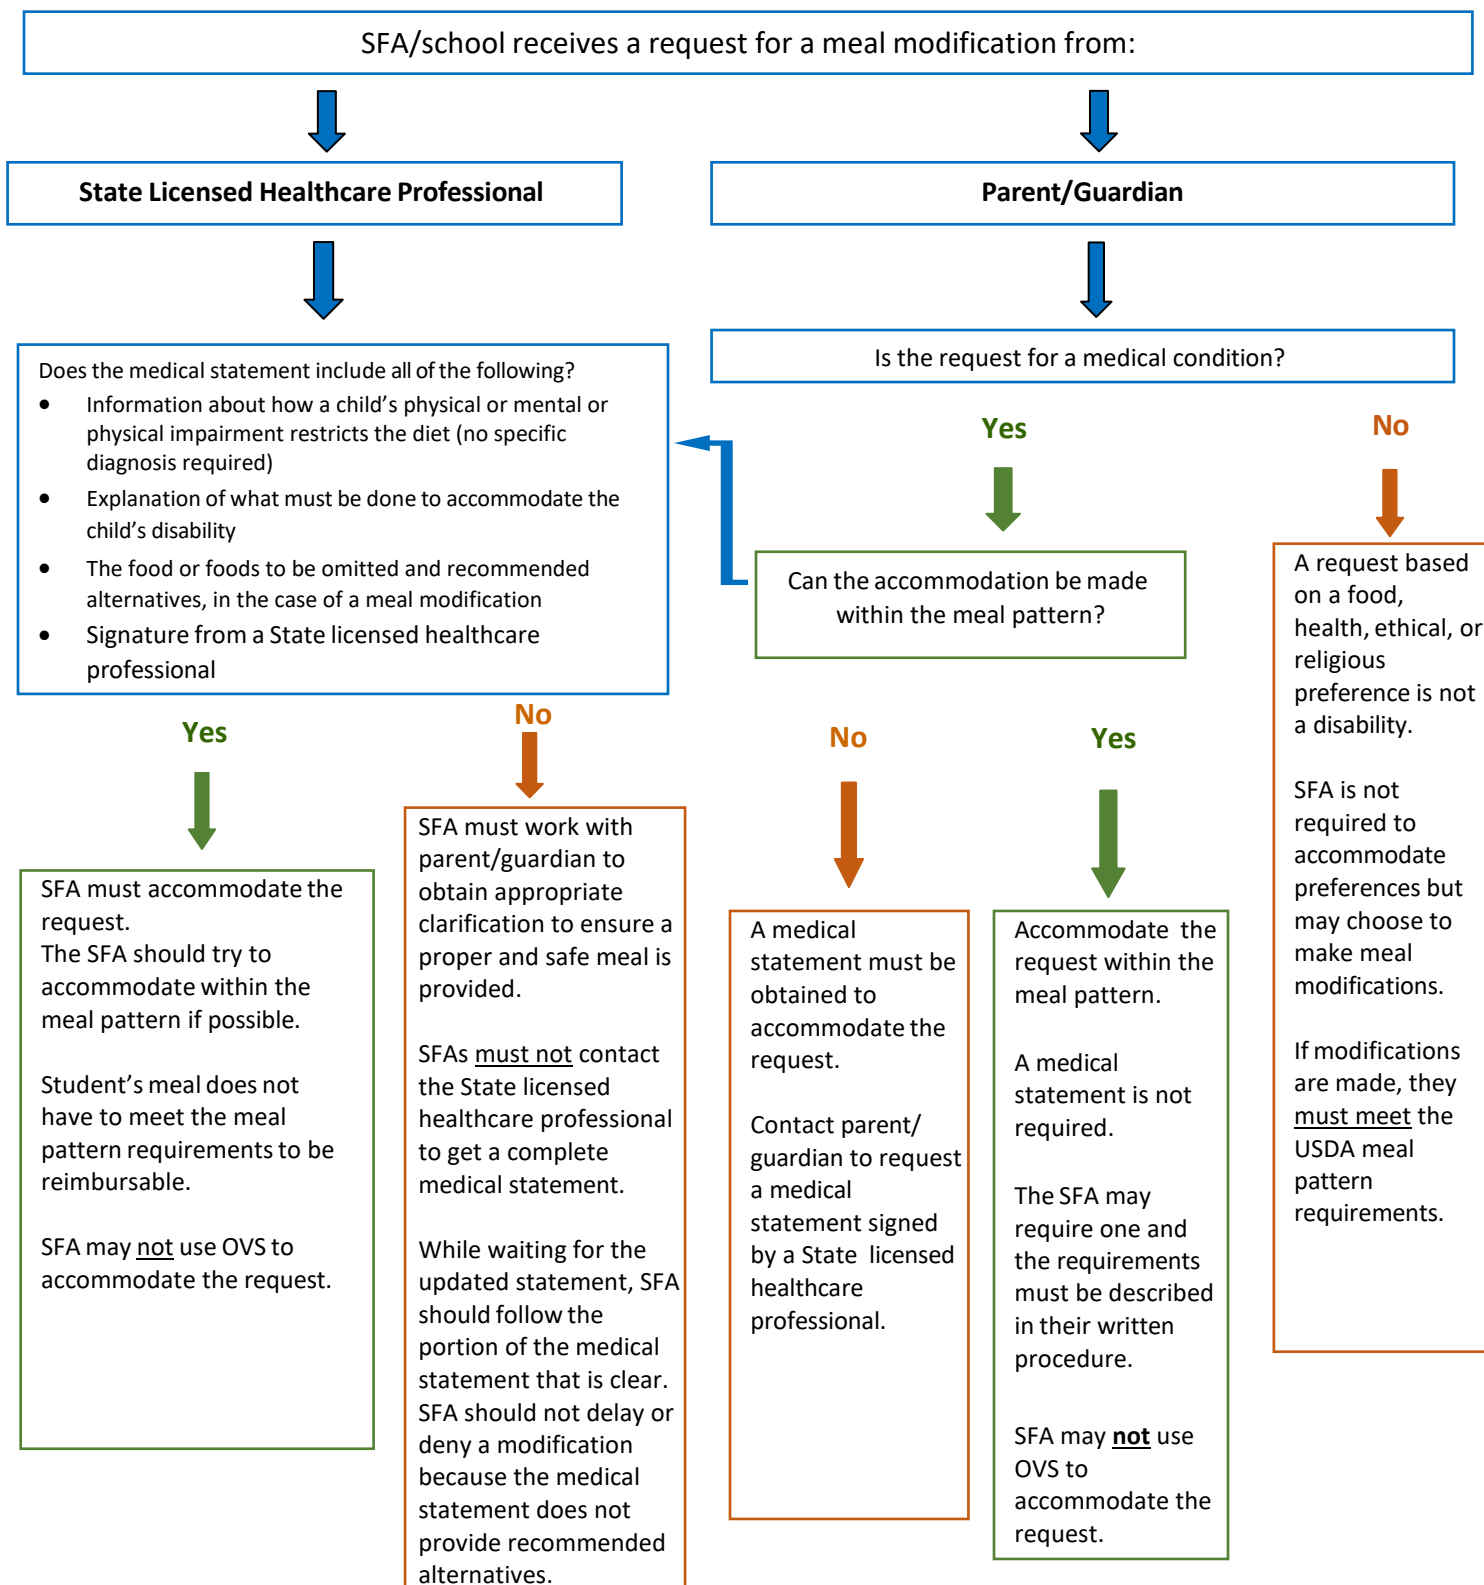 SFA/school receives a request for a meal modification from:
State Licensed Healthcare Professional
Parent/Guardian
Does the medical statement include all of the following?
• Information about how a child’s physical or mental or
physical impairment restricts the diet (no specific
diagnosis required)
• Explanation of what must be done to accommodate the
child’s disability
• The food or foods to be omitted and recommended
alternatives, in the case of a meal modification
• Signature from a State licensed healthcare
professional
Is the request for a medical condition?
Yes
No
Can the accommodation be made
within the meal pattern?
A request based
on a food,
health, ethical, or
religious
preference is not
a disability.
SFA is not
required to
accommodate
preferences but
may choose to
make meal
modifications.
If modifications
are made, they
must meet the
USDA meal
pattern
requirements.
Yes
No
No
Yes
SFA must accommodate the
request.
The SFA should try to
accommodate within the
meal pattern if possible.
Student’s meal does not
have to meet the meal
pattern requirements to be
reimbursable.
SFA may not use OVS to
accommodate the request.
SFA must work with
parent/guardian to
obtain appropriate
clarification to ensure a
proper and safe meal is
provided.
SFAs must not contact
the State licensed
healthcare professional
to get a complete
medical statement.
While waiting for the
updated statement, SFA
should follow the
portion of the medical
statement that is clear.
SFA should not delay or
deny a modification
because the medical
statement does not
provide recommended
alternatives.
A medical
statement must be
obtained to
accommodate the
request.
Contact parent/
guardian to request
a medical
statement signed
by a State licensed
healthcare
professional.
Accommodate the
request within the
meal pattern.
A medical
statement is not
required.
The SFA may
require one and
the requirements
must be described
in their written
procedure.
SFA may not use
OVS to
accommodate the
request.